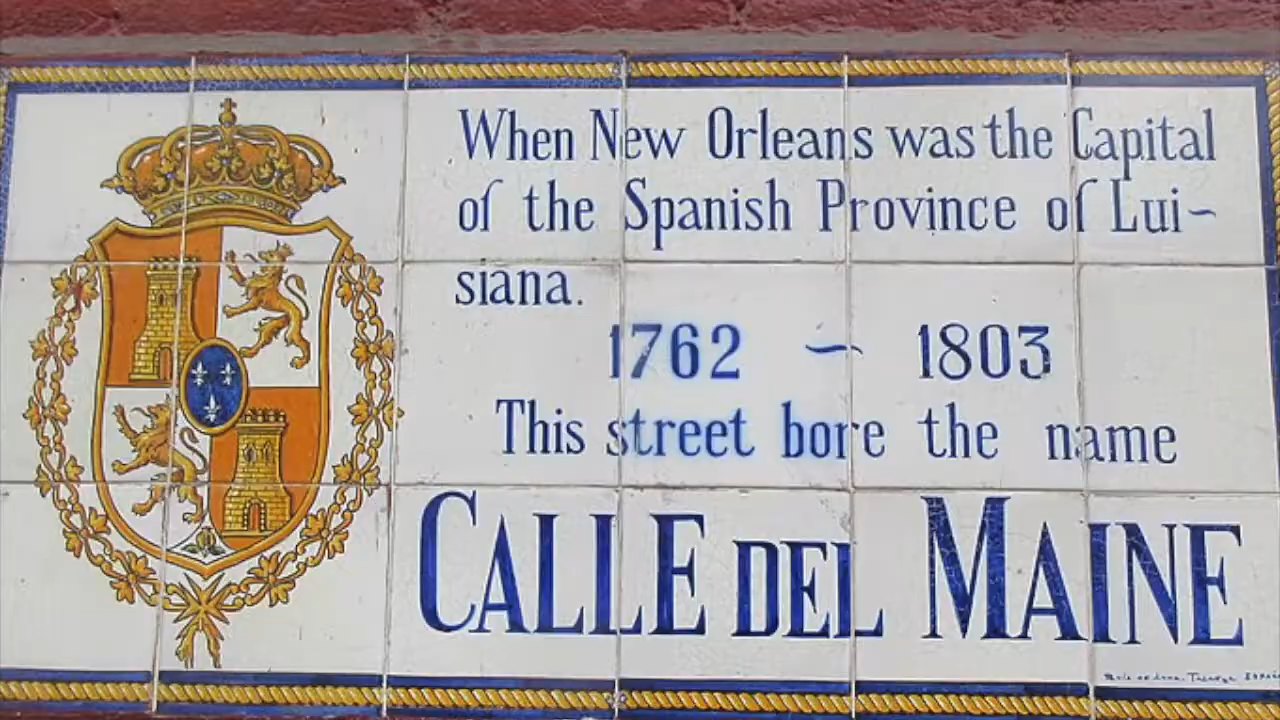 When New Orleans was the Capital
of the Spanish Province of Lui~
siana.
1762 ~ 1803
This street bore the name
CALLE DEL MAINE